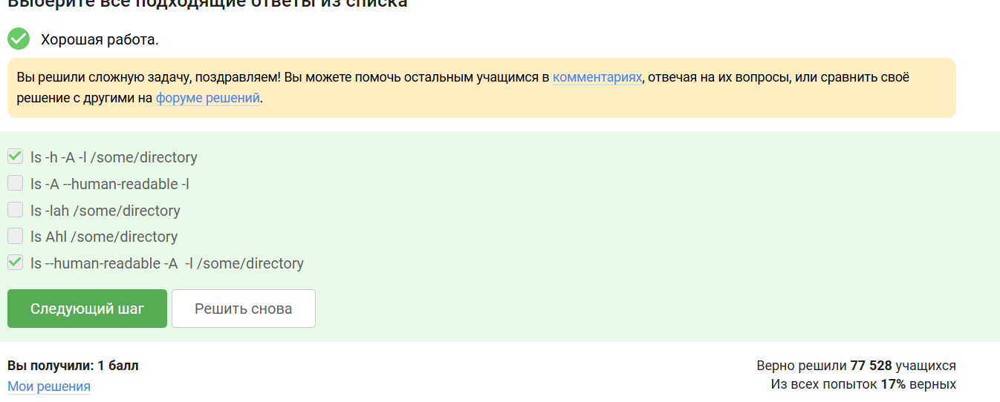 Выберите все подходящие ответы из списка
Хорошая работа.
Вы решили сложную задачу, поздравляем! Вы можете помочь остальным учащимся в комментариях, отвечая на их вопросы, или сравнить своё
решение с другими на форуме решений.
ls -h -A -l /some/directory
ls -A --human-readable -l
ls -lah /some/directory
ls Ahl /some/directory
ls --human-readable -A  -l /some/directory
Следующий шаг
Решить снова
Вы получили: 1 балл
Мои решения
Верно решили 77 528 учащихся
Из всех попыток 17% верных